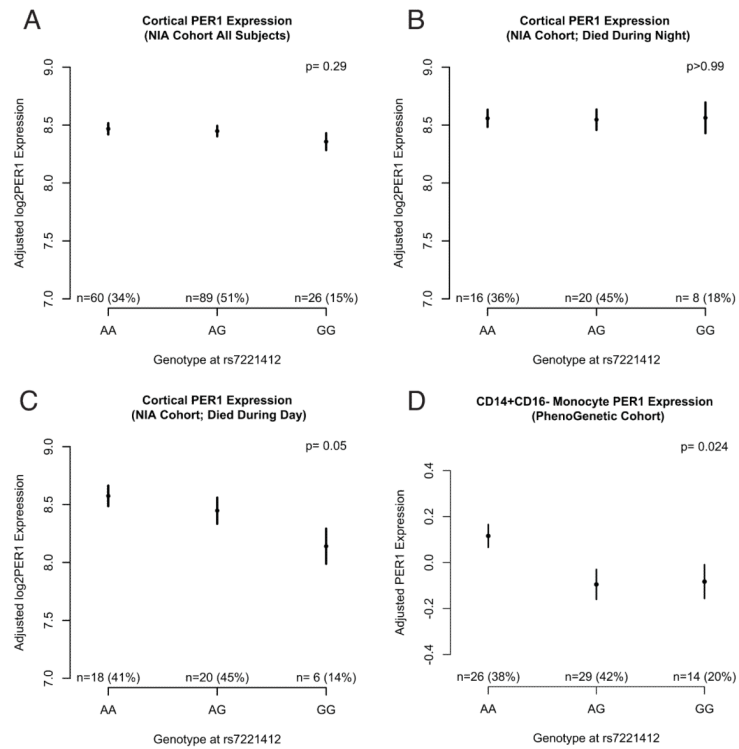 A
Cortical PER1 Expression
(NIA Cohort All Subjects)
p= 0.29
Adjusted log2PER1 Expression
9.0
8.5
8.0
7.5
7.0
n=60 (34%) n=89 (51%) n=26 (15%)
AA AG GG
Genotype at rs7221412
B
Cortical PER1 Expression
(NIA Cohort; Died During Night)
p>0.99
Adjusted log2PER1 Expression
9.0
8.5
8.0
7.5
7.0
n=16 (36%) n=20 (45%) n= 8 (18%)
AA AG GG
Genotype at rs7221412
C
Cortical PER1 Expression
(NIA Cohort; Died During Day)
p= 0.05
Adjusted log2PER1 Expreession
9.0
8.5
8.0
7.5
7.0
n=18 (41%) n=20 (45%) n= 6 (14%)
AA AG GG
Genotype at rs7221412
D
CD14+CD16- Monocyte PER1 Expression
(PhenoGenetic Cohort)
p= 0.024
Adjusted PER1 Expression
0.4
0.2
0.0
-0.2
-0.4
n=26 (38%) n=29 (42%) n=14 (20%)
AA AG GG
Genotype at rs7221412